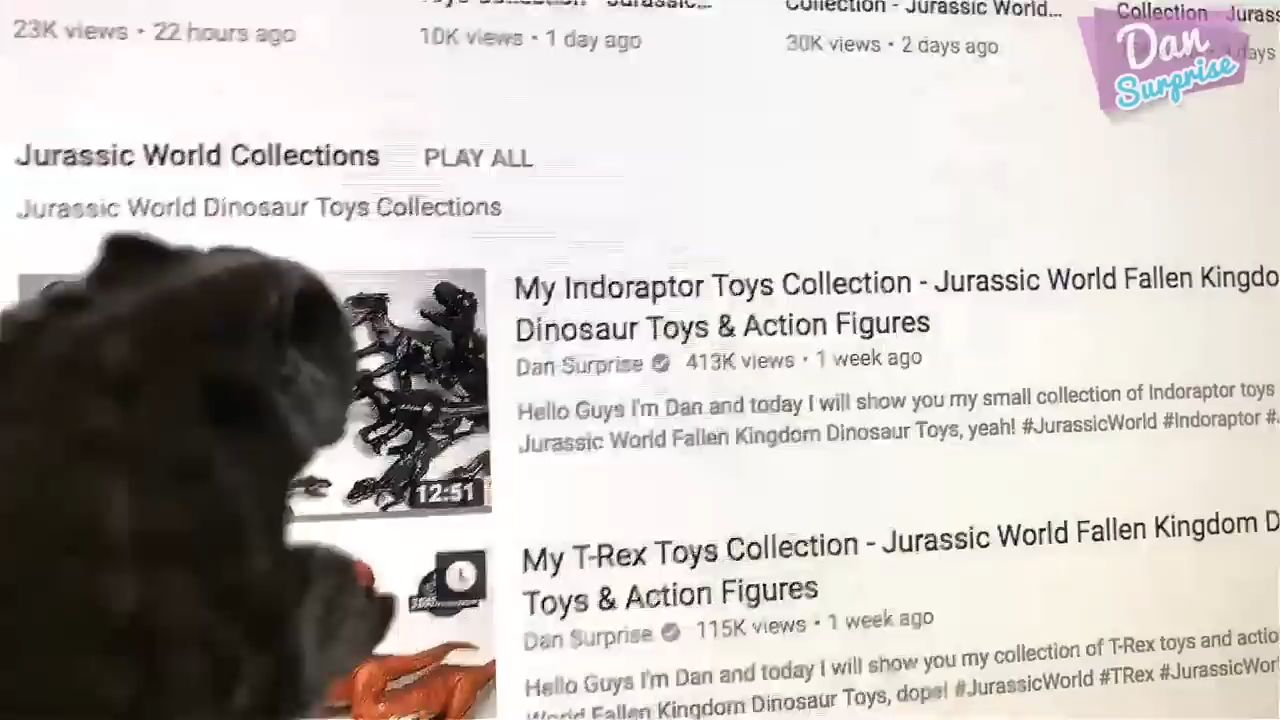 Collection - Jurassic World...
Collection Jurass
23K views • 22 hours ago
10K views • 1 day ago
30K views • 2 days ago
days
Dan
Surprise
Jurassic World Collections PLAY ALL
Jurassic World Dinosaur Toys Collections
My Indoraptor Toys Collection - Jurassic World Fallen Kingdo
Dinosaur Toys & Action Figures
Dan Surprise 413K views • 1 week ago
Hello Guys I'm Dan and today I will show you my small collection of Indoraptor toys
Jurassic World Fallen Kingdom Dinosaur Toys, yeah! #JurassicWorld #Indoraptor #
12:51
My T-Rex Toys Collection - Jurassic World Fallen Kingdom D
Toys & Action Figures
Dan Surprise 115K views • 1 week ago
Hello Guys I'm Dan and today I will show you my collection of T-Rex toys and actio
World Fallen Kingdom Dinosaur Toys, dope! #JurassicWorld #TRex #JurassicWor